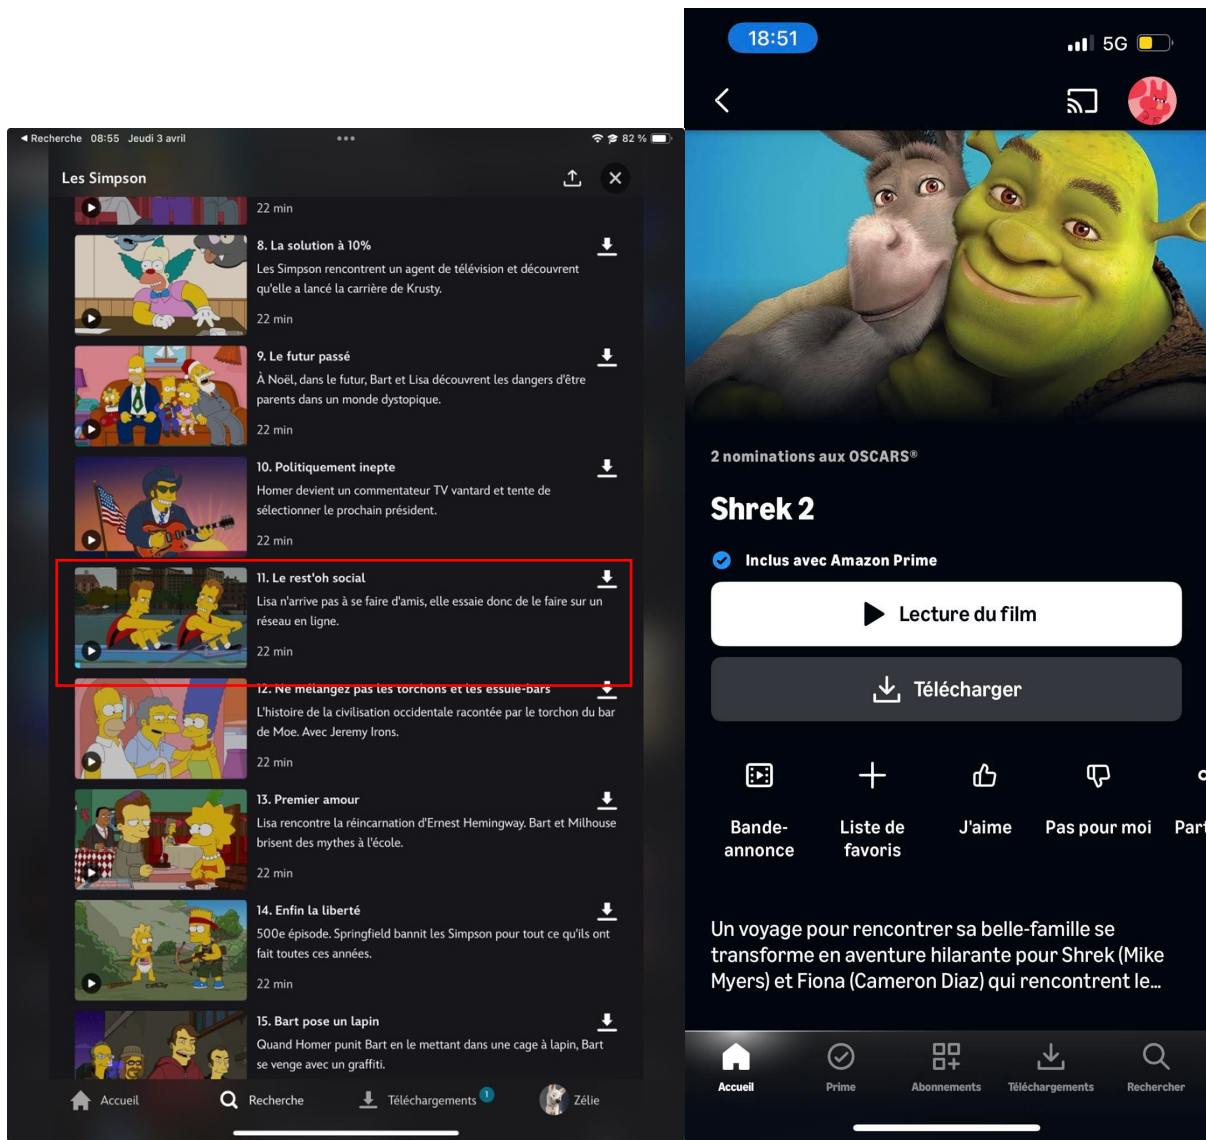 Recherche 08:55 Jeudi 3 avril
82 %
Les Simpson
22 min
8. La solution à 10%
Les Simpson rencontrent un agent de télévision et découvrent
qu'elle a lancé la carrière de Krusty.
22 min
9. Le futur passé
À Noël, dans le futur, Bart et Lisa découvrent les dangers d'être
parents dans un monde dystopique.
22 min
10. Politiquement inepte
Homer devient un commentateur TV vantard et tente de
sélectionner le prochain président.
22 min
11. Le rest'oh social
Lisa n'arrive pas à se faire d'amis, elle essaie donc de le faire sur un
réseau en ligne.
22 min
12. Ne mélangez pas les torchons et les essuie-bars
L'histoire de la civilisation occidentale racontée par le torchon du bar
de Moe. Avec Jeremy Irons.
22 min
13. Premier amour
Lisa rencontre la réincarnation d'Ernest Hemingway. Bart et Milhouse
brisent des mythes à l'école.
22 min
14. Enfin la liberté
500e épisode. Springfield bannit les Simpson pour tout ce qu'ils ont
fait toutes ces années.
22 min
15. Bart pose un lapin
Quand Homer punit Bart en le mettant dans une cage à lapin, Bart
se venge avec un graffiti.
Accueil
Recherche
Téléchargements 1
Zélie
18:51
5G
2 nominations aux OSCARS®
Shrek 2
Inclus avec Amazon Prime
Lecture du film
Télécharger
Bande-
annonce
Liste de
favoris
J'aime
Pas pour moi
Part
Un voyage pour rencontrer sa belle-famille se
transforme en aventure hilarante pour Shrek (Mike
Myers) et Fiona (Cameron Diaz) qui rencontrent le...
Accueil
Prime
Abonnements
Téléchargements
Rechercher